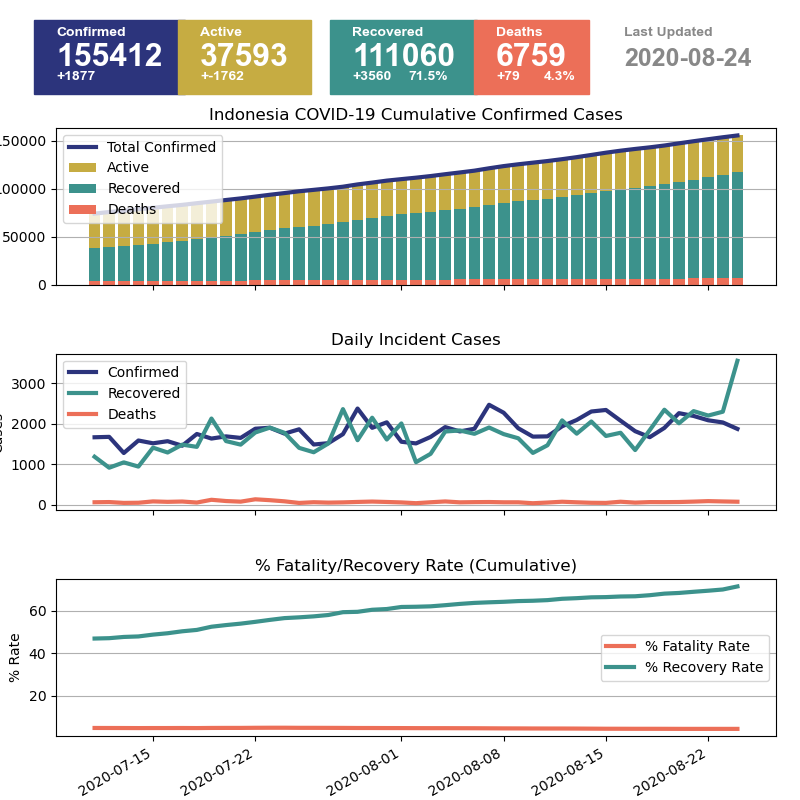 Confirmed
155412
+1877
Active
37593
+-1762
Recovered
111060
+3560 71.5%
Deaths
6759
+79 4.3%
Last Updated
2020-08-24
Indonesia COVID-19 Cumulative Confirmed Cases
Total Confirmed
Active
Recovered
Deaths
150000
100000
50000
0
Daily Incident Cases
Confirmed
Recovered
Deaths
3000
2000
1000
0
Cases
% Fatality/Recovery Rate (Cumulative)
% Fatality Rate
% Recovery Rate
60
40
20
% Rate
2020-07-15
2020-07-22
2020-08-01
2020-08-08
2020-08-15
2020-08-22